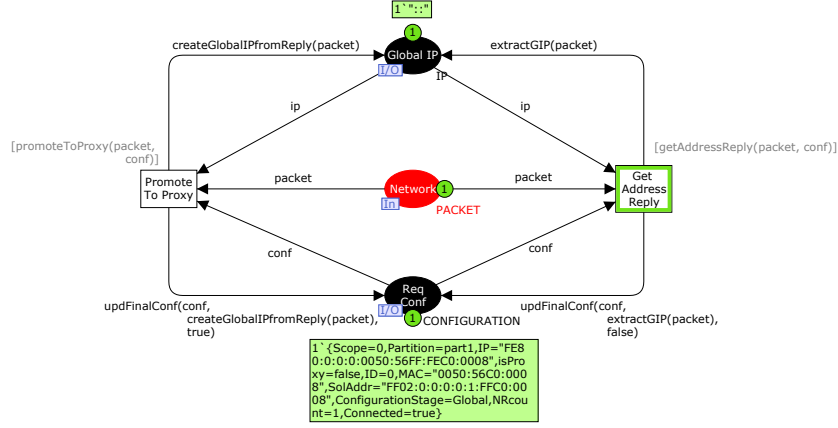 1`"::"
1
createGlobalIPfromReply(packet)
extractGIP(packet)
Global IP
I/O
IP
ip
ip
[promoteToProxy(packet,
conf)]
[getAddressReply(packet, conf)]
Promote
To Proxy
packet
Network
1
packet
Get
Address
Reply
In
PACKET
conf
conf
Req
Conf
I/O
1
CONFIGURATION
updFinalConf(conf,
createGlobalIPfromReply(packet),
true)
updFinalConf(conf,
extractGIP(packet),
false)
1`{Scope=0,Partition=part1,IP="FE8
0:0:0:0:0050:56FF:FEC0:0008",isPro
xy=false,ID=0,MAC="0050:56C0:000
8",SolAddr="FF02:0:0:0:0:1:FFC0:00
08",ConfigurationStage=Global,NRcou
nt=1,Connected=true}